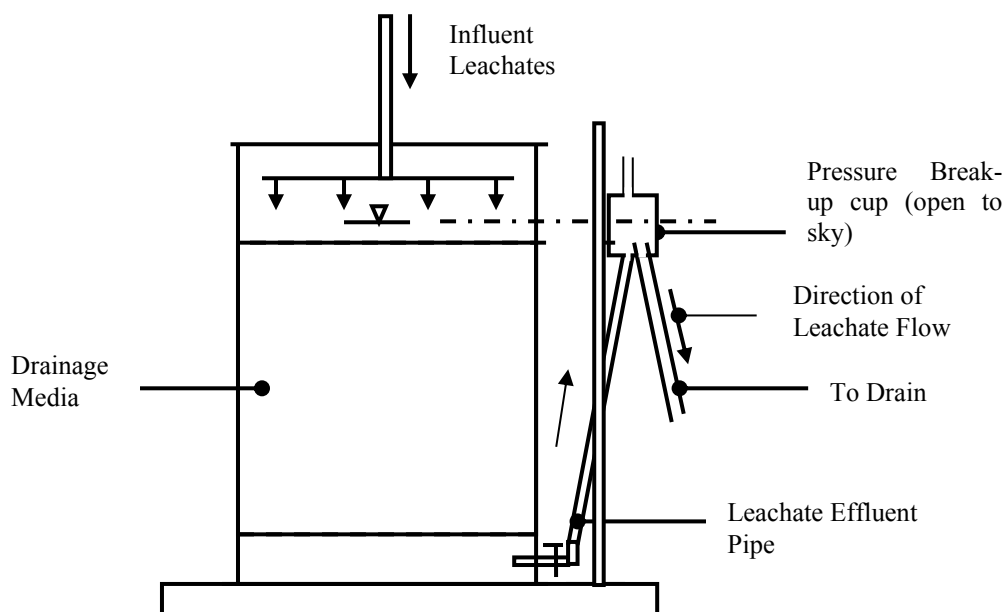 Influent
Leachates
Pressure Break-
up cup (open to
sky)
Direction of
Leachate Flow
Drainage
Media
To Drain
Leachate Effluent
Pipe